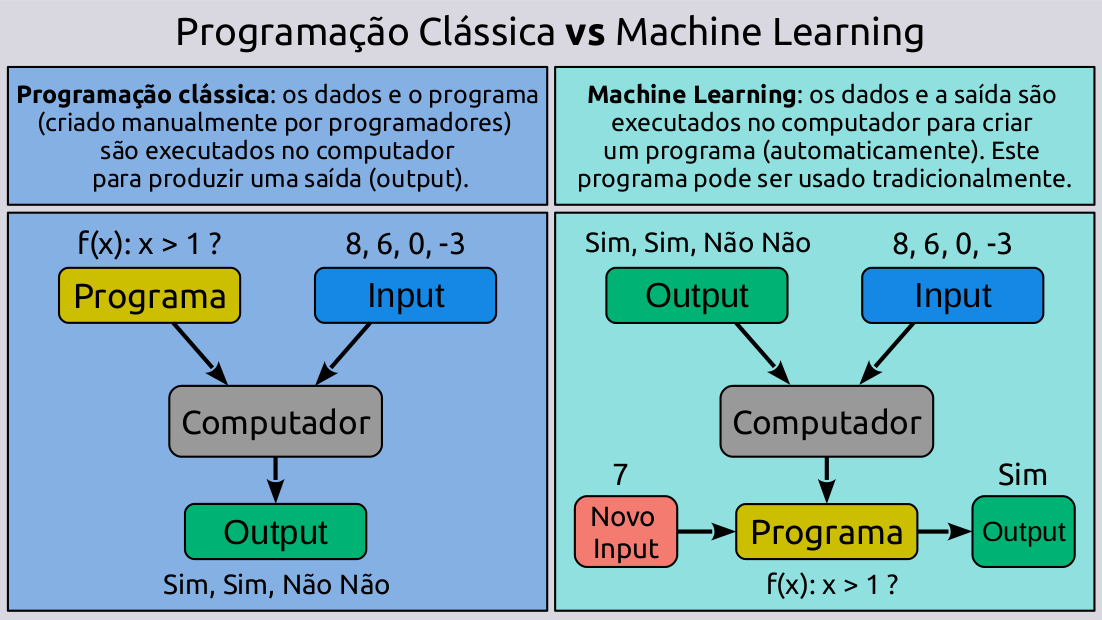 Programação Clássica vs Machine Learning
Programação clássica: os dados e o programa
(criado manualmente por programadores)
são executados no computador
para produzir uma saída (output).
Machine Learning: os dados e a saída são
executados no computador para criar
um programa (automaticamente). Este
programa pode ser usado tradicionalmente.
f(x): x > 1 ?
8, 6, 0, -3
Programa
Input
Computador
Output
Sim, Sim, Não Não
Sim, Sim, Não Não
8, 6, 0, -3
Output
Input
Computador
7
Sim
Novo
Input
Programa
Output
f(x): x > 1 ?